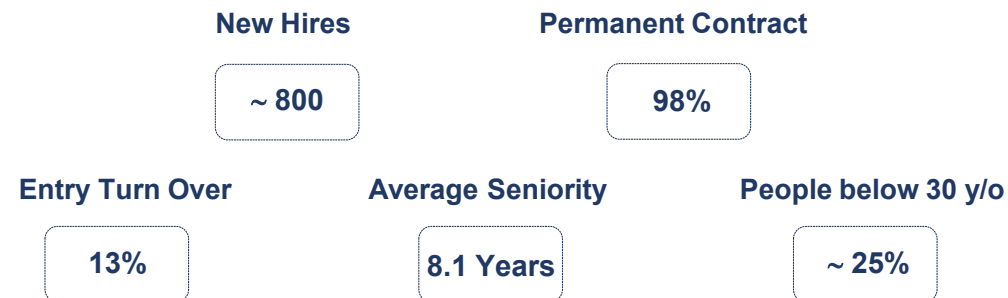 New Hires
Permanent Contract
~ 800
98%
Entry Turn Over
Average Seniority
People below 30 y/o
13%
8.1 Years
~ 25%